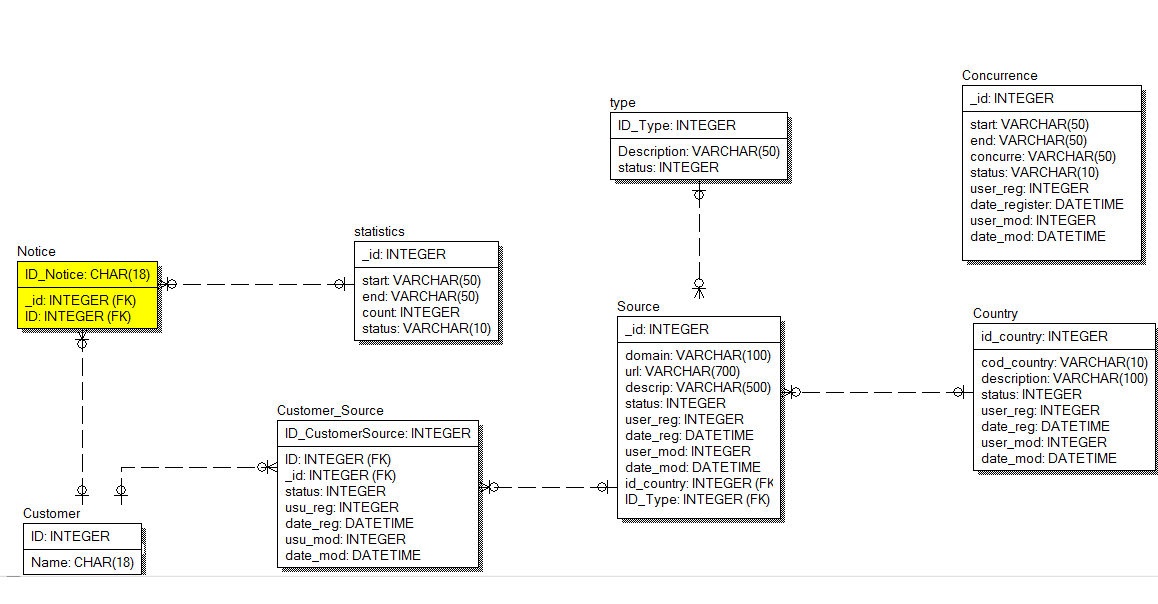 Concurrence
_id: INTEGER
start: VARCHAR(50)
end: VARCHAR(50)
concurre: VARCHAR(50)
status: VARCHAR(10)
user_reg: INTEGER
date_register: DATETIME
user_mod: INTEGER
date_mod: DATETIME
type
ID_Type: INTEGER
Description: VARCHAR(50)
status: INTEGER
statistics
_id: INTEGER
start: VARCHAR(50)
end: VARCHAR(50)
count: INTEGER
status: VARCHAR(10)
Notice
ID_Notice: CHAR(18)
_id: INTEGER (FK)
ID: INTEGER (FK)
Source
_id: INTEGER
domain: VARCHAR(100)
url: VARCHAR(700)
descrip: VARCHAR(500)
status: INTEGER
user_reg: INTEGER
date_reg: DATETIME
user_mod: INTEGER
date_mod: DATETIME
id_country: INTEGER (FK
ID_Type: INTEGER (FK)
Country
id_country: INTEGER
cod_country: VARCHAR(10)
description: VARCHAR(100)
status: INTEGER
user_reg: INTEGER
date_reg: DATETIME
user_mod: INTEGER
date_mod: DATETIME
Customer_Source
ID_CustomerSource: INTEGER
ID: INTEGER (FK)
_id: INTEGER (FK)
status: INTEGER
usu_reg: INTEGER
date_reg: DATETIME
usu_mod: INTEGER
date_mod: DATETIME
Customer
ID: INTEGER
Name: CHAR(18)